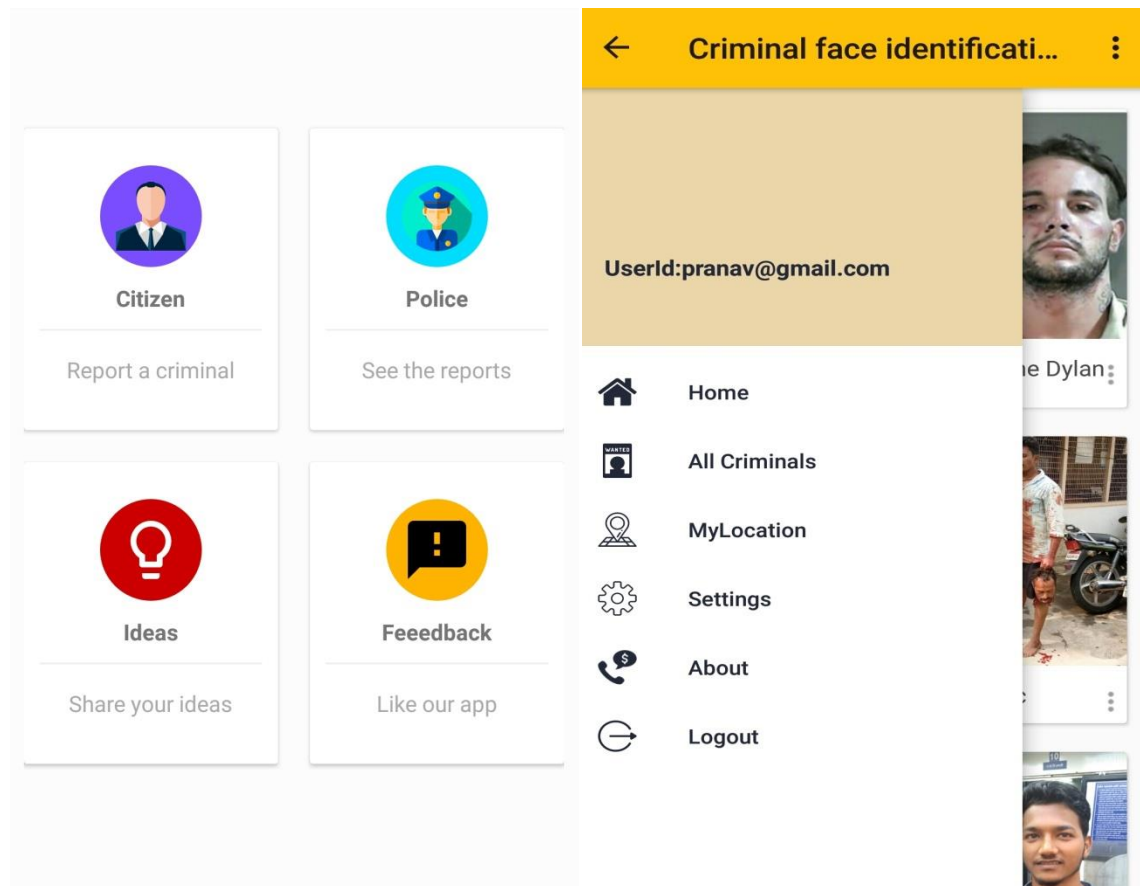 Citizen
Report a criminal
Police
See the reports
Ideas
Share your ideas
Feeedback
Like our app
Criminal face identificati...
UserId:pranav@gmail.com
Home
WANTED
All Criminals
MyLocation
Settings
$
About
Logout
ne Dylan
10